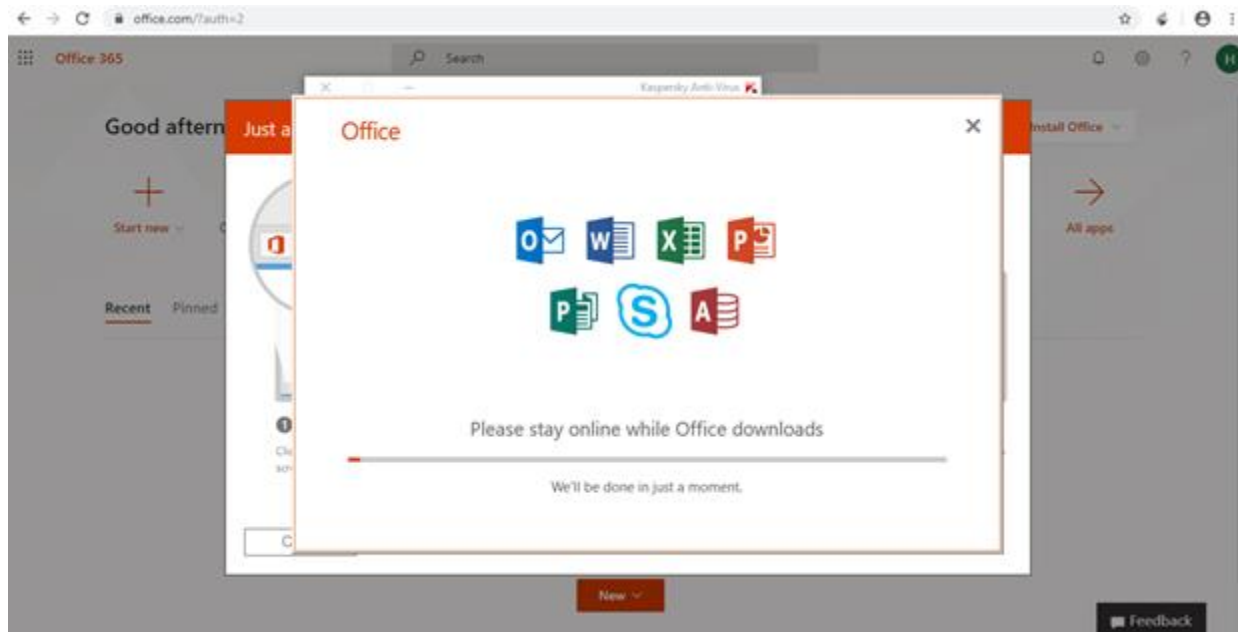 office.com/?auth=2
Office 365
Search
?
H
Kaspersky Anti-Virus
Good aftern
Just a
Office
Install Office
Start new
All apps
Recent Pinned
Please stay online while Office downloads
We'll be done in just a moment.
1
New
Feedback